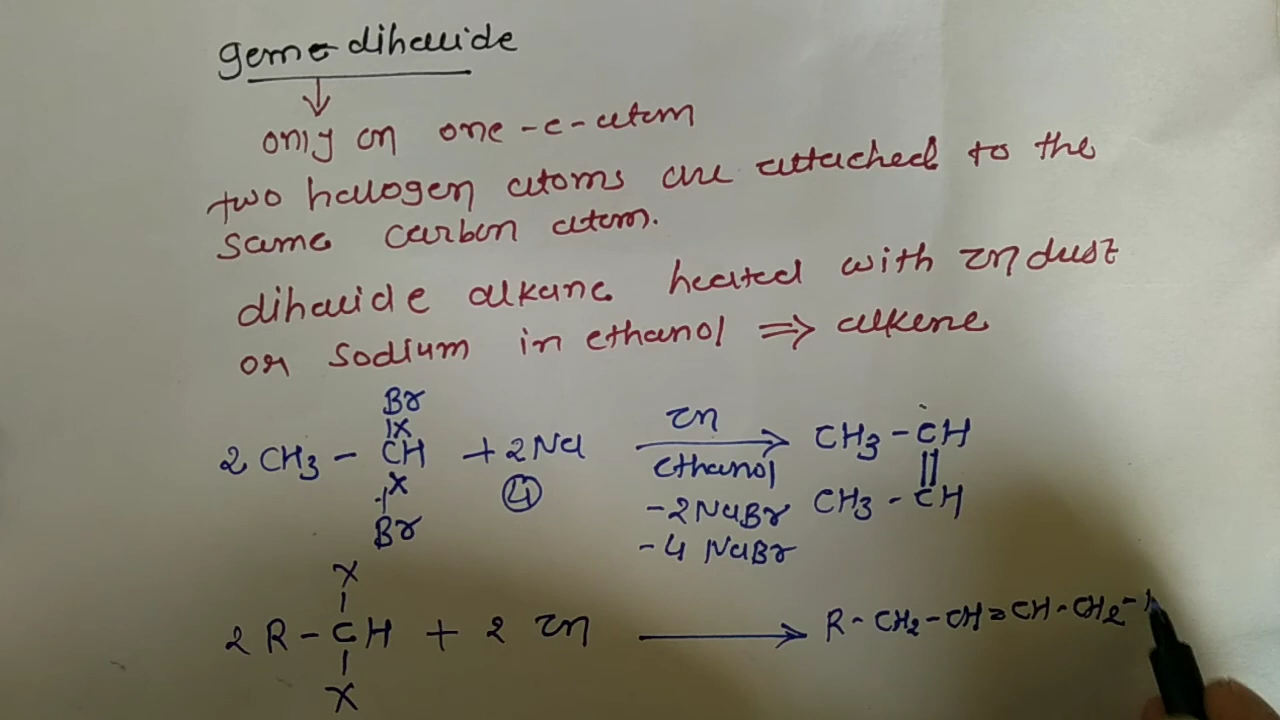 gem-dihalide
only on one-c-atom
two halogen atoms are attached to the
same carbon atom.
dihalide alkane heated with zn dust
or sodium in ethanol ⇒ alkene
Br
x
2 CH3 - CH + 2Na Zn → CH3 - CH
x ④ ethanol ||
Br -2NaBr CH3 - CH
-4 NaBr
X
2 R - CH + 2 Zn → R - CH2 - CH = CH - CH2 -
X